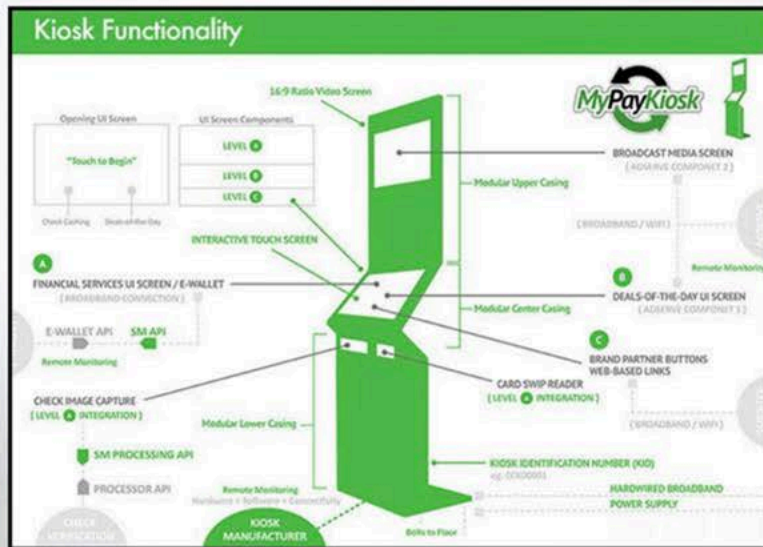 Kiosk Functionality
16:9 Ratio Video Screen
MyPayKiosk
Opening UI Screen
"Touch to Begin"
Check Cashing
Deals-of-the-Day
UI Screen Components
LEVEL A
LEVEL B
LEVEL C
BROADCAST MEDIA SCREEN
( ADSERVE COMPONET 2 )
Modular Upper Casing
( BROADBAND / WIFI )
INTERACTIVE TOUCH SCREEN
Remote Monitoring
A
FINANCIAL SERVICES UI SCREEN / E-WALLET
( BROADBAND CONNECTION )
B
DEALS-OF-THE-DAY UI SCREEN
( ADSERVE COMPONET 1 )
Modular Center Casing
E-WALLET API
SM API
Remote Monitoring
C
BRAND PARTNER BUTTONS
WEB-BASED LINKS
CHECK IMAGE CAPTURE
( LEVEL A INTEGRATION )
CARD SWIP READER
( LEVEL A INTEGRATION )
Modular Lower Casing
( BROADBAND / WIFI )
SM PROCESSING API
PROCESSOR API
KIOSK IDENTIFICATION NUMBER (KID)
Remote Monitoring
Hardware + Software + Connectivity
HARDWIRED BROADBAND
POWER SUPPLY
CHECK
VERIFICATION
KIOSK
MANUFACTURER
Bolts to Floor